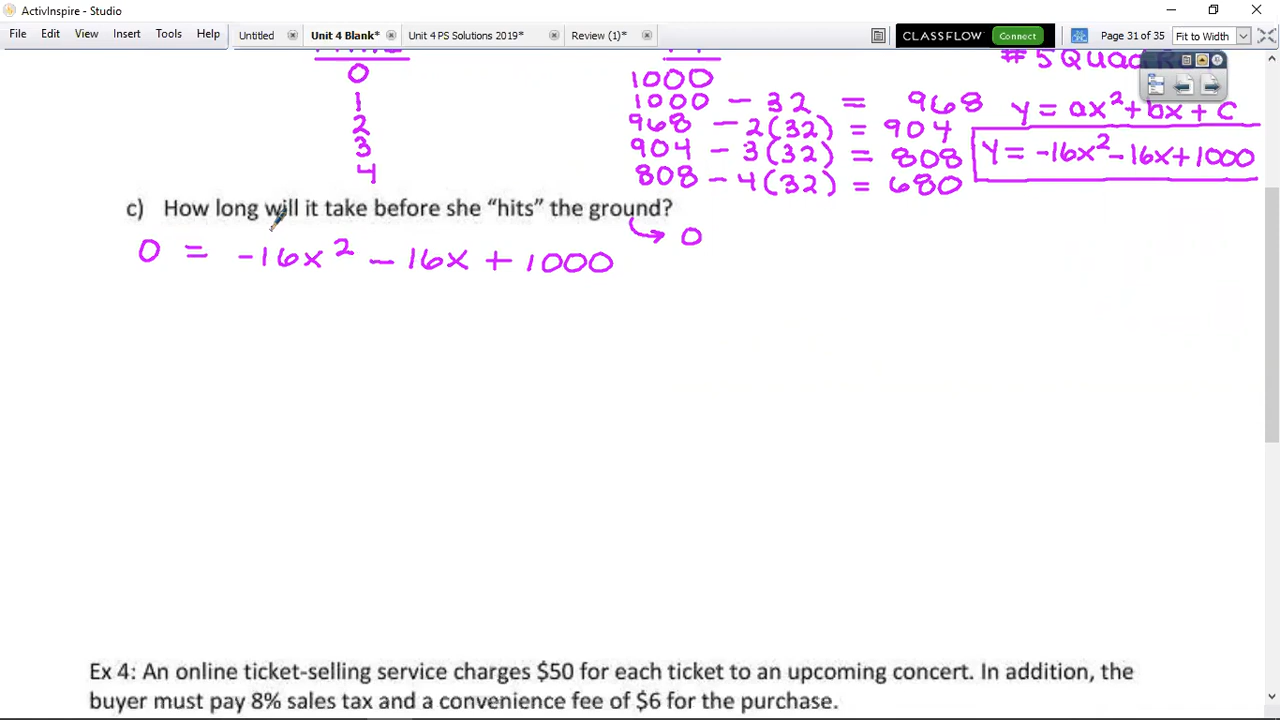 ActivInspire - Studio
File Edit View Insert Tools Help Untitled Unit 4 Blank* Unit 4 PS Solutions 2019* Review (1)* CLASSFLOW Connect Page 31 of 35 Fit to Width
0 1000
1 1000 - 32 = 968 y = ax² + bx + c
2 968 - 2(32) = 904
3 904 - 3(32) = 808 y = -16x² - 16x + 1000
4 808 - 4(32) = 680
c) How long will it take before she “hits” the ground?
→ 0
0 = -16x² - 16x + 1000
Ex 4: An online ticket-selling service charges $50 for each ticket to an upcoming concert. In addition, the
buyer must pay 8% sales tax and a convenience fee of $6 for the purchase.